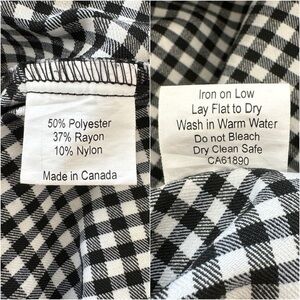 50% Polyester
37% Rayon
10% Nylon
Made in Canada
Iron on Low
Lay Flat to Dry
Wash in Warm Water
Do not Bleach
Dry Clean Safe
CA61890